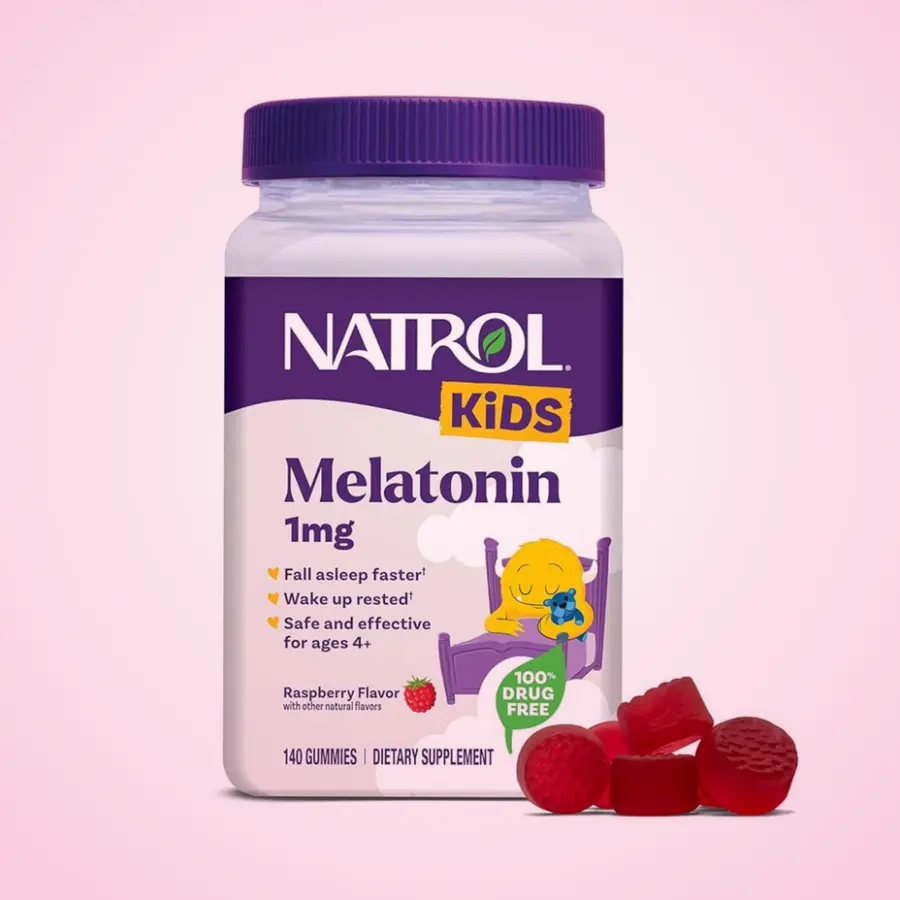 NATROL.
KiDS
Melatonin
1mg
Fall asleep faster†
Wake up rested†
Safe and effective
for ages 4+
Raspberry Flavor
with other natural flavors
100%
DRUG
FREE
140 GUMMIES | DIETARY SUPPLEMENT